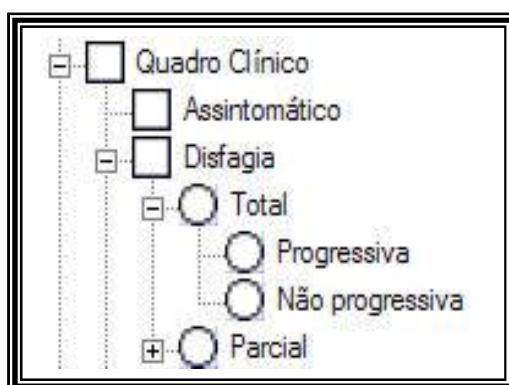 Quadro Clínico
Assintomático
Disfagia
Total
Progressiva
Não progressiva
Parcial